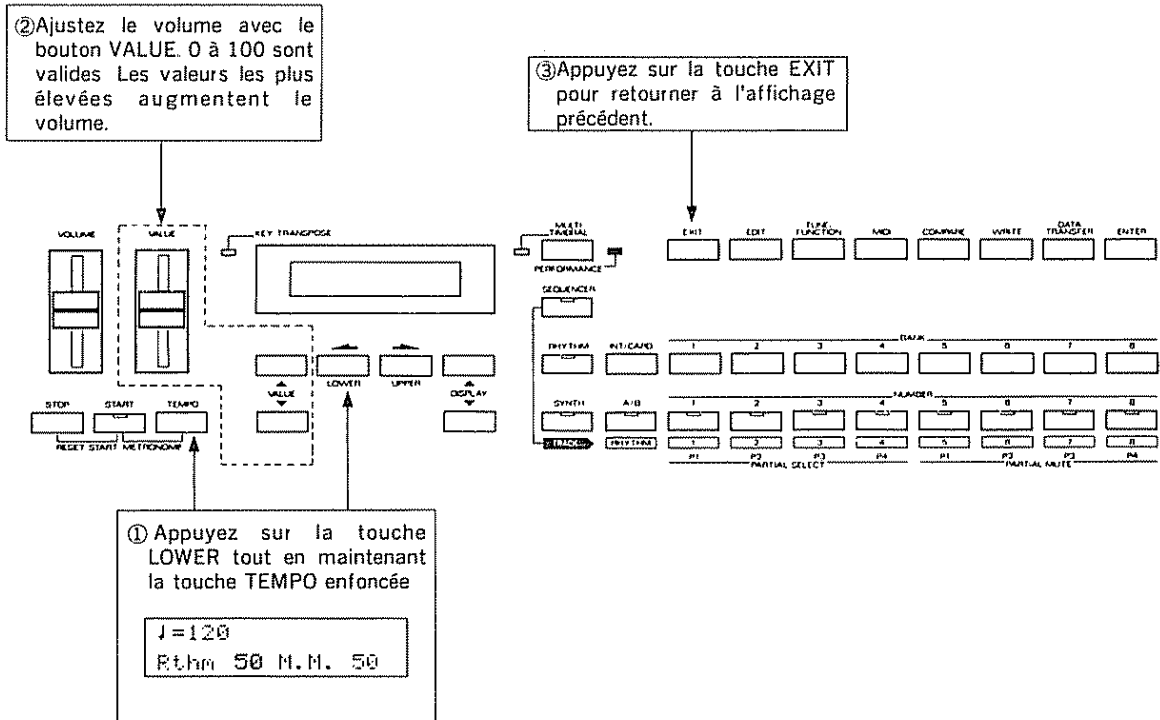 ②Ajustez le volume avec le
bouton VALUE. 0 à 100 sont
valides Les valeurs les plus
élevées augmentent le
volume.
③Appuyez sur la touche EXIT
pour retourner à l'affichage
précédent.
VOLUME
VALUE
KEY TRANSPOSE
MULTI
TIMBRAL
EXIT
EDIT
FUNC.
FUNCTION
MIDI
COMPARE
WRITE
DATA
TRANSFER
ENTER
PERFORMANCE
SEQUENCER
RHYTHM
INT/CARD
BANK
1 2 3 4 5 6 7 8
VALUE
LOWER
UPPER
DISPLAY
STOP
START
TEMPO
RESET START
METRONOME
SYNTH
A/B
NUMBER
1 2 3 4 5 6 7 8
TRACK
RHYTHM
1 2 3 4 5 6 7 8
P1 P2 P3 P4 P1 P3 P3 P4
PARTIAL SELECT
PARTIAL MUTE
① Appuyez sur la touche
LOWER tout en maintenant
la touche TEMPO enfoncée
♩=120
Rthm 50 M.M. 50